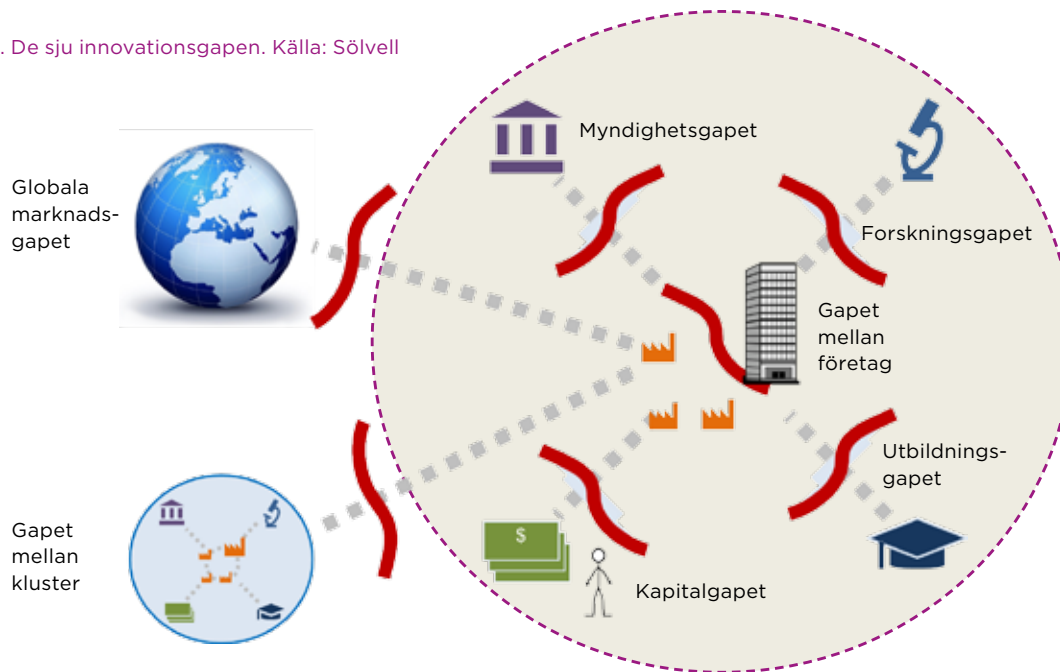 . De sju innovationsgapen. Källa: Sölvell
Myndighetsgapet
Globala
marknads-
gapet
Forskningsgapet
Gapet
mellan
företag
Utbildnings-
gapet
Gapet
mellan
kluster
$
Kapitalgapet